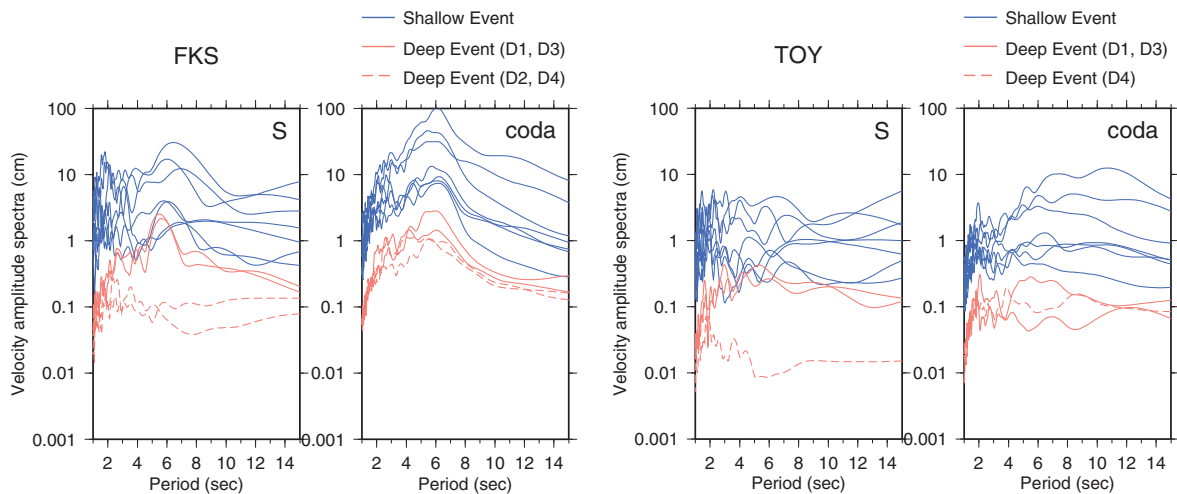 FKS
Shallow Event
Deep Event (D1, D3)
Deep Event (D2, D4)
TOY
Shallow Event
Deep Event (D1, D3)
Deep Event (D4)
Velocity amplitude spectra (cm)
100
10
1
0.1
0.01
0.001
S
2 4 6 8 10 12 14
Period (sec)
100
10
1
0.1
0.01
0.001
coda
2 4 6 8 10 12 14
Period (sec)
Velocity amplitude spectra (cm)
100
10
1
0.1
0.01
0.001
S
2 4 6 8 10 12 14
Period (sec)
100
10
1
0.1
0.01
0.001
coda
2 4 6 8 10 12 14
Period (sec)